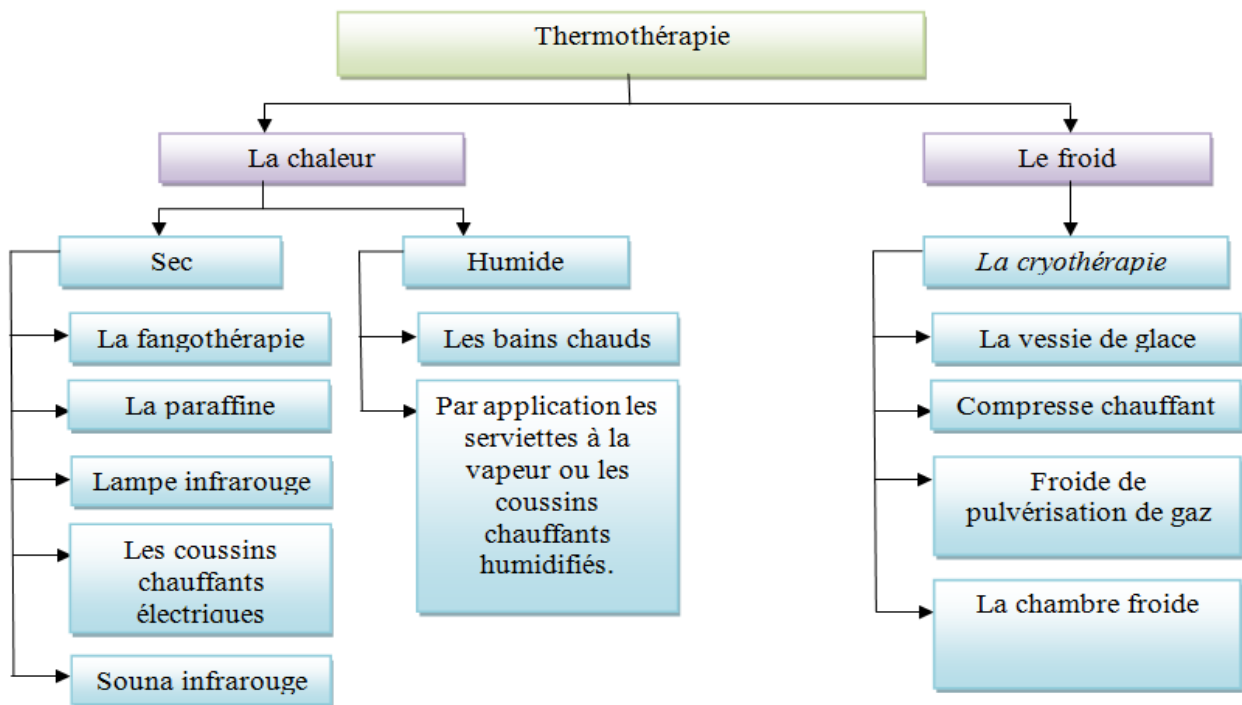 Thermothérapie
La chaleur
Le froid
Sec
Humide
La cryothérapie
La fangothérapie
La paraffine
Lampe infrarouge
Les coussins
chauffants
électriques
Souna infrarouge
Les bains chauds
Par application les
serviettes à la
vapeur ou les
coussins
chauffants
humidifiés.
La vessie de glace
Compresse chauffant
Froide de
pulvérisation de gaz
La chambre froide